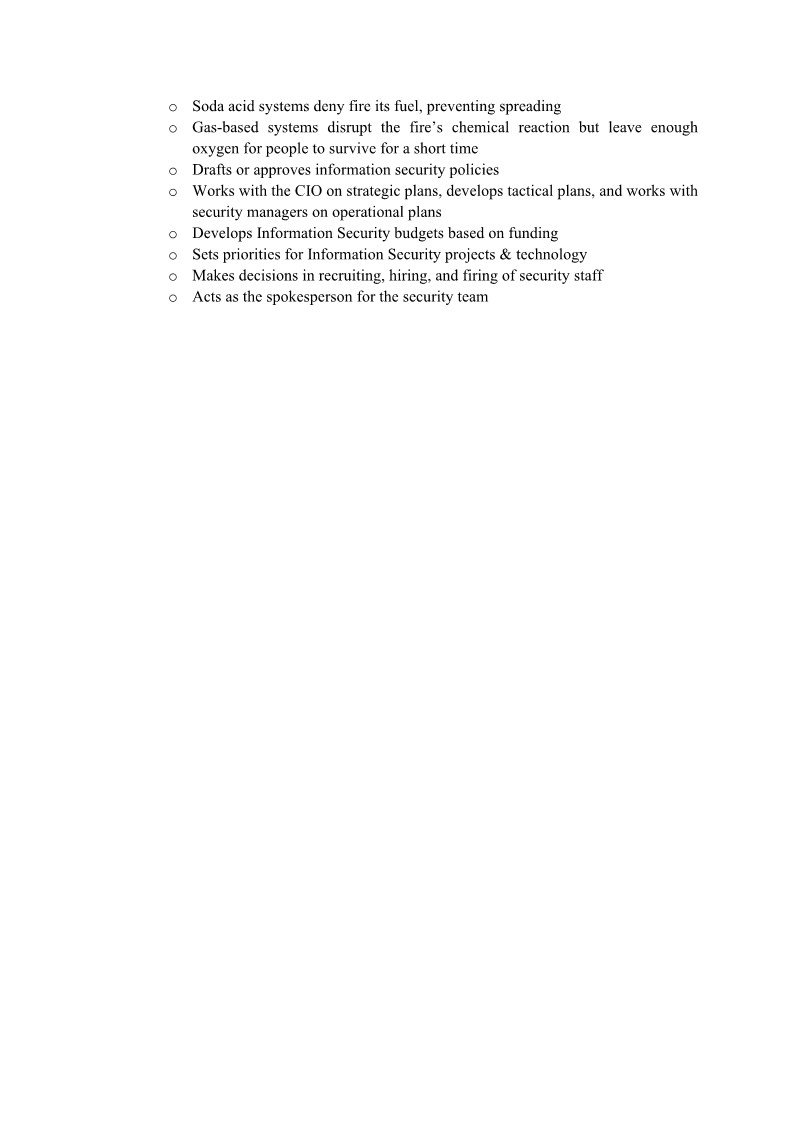 o Soda acid systems deny fire its fuel, preventing spreading
o Gas-based systems disrupt the fire’s chemical reaction but leave enough
oxygen for people to survive for a short time
o Drafts or approves information security policies
o Works with the CIO on strategic plans, develops tactical plans, and works with
security managers on operational plans
o Develops Information Security budgets based on funding
o Sets priorities for Information Security projects & technology
o Makes decisions in recruiting, hiring, and firing of security staff
o Acts as the spokesperson for the security team